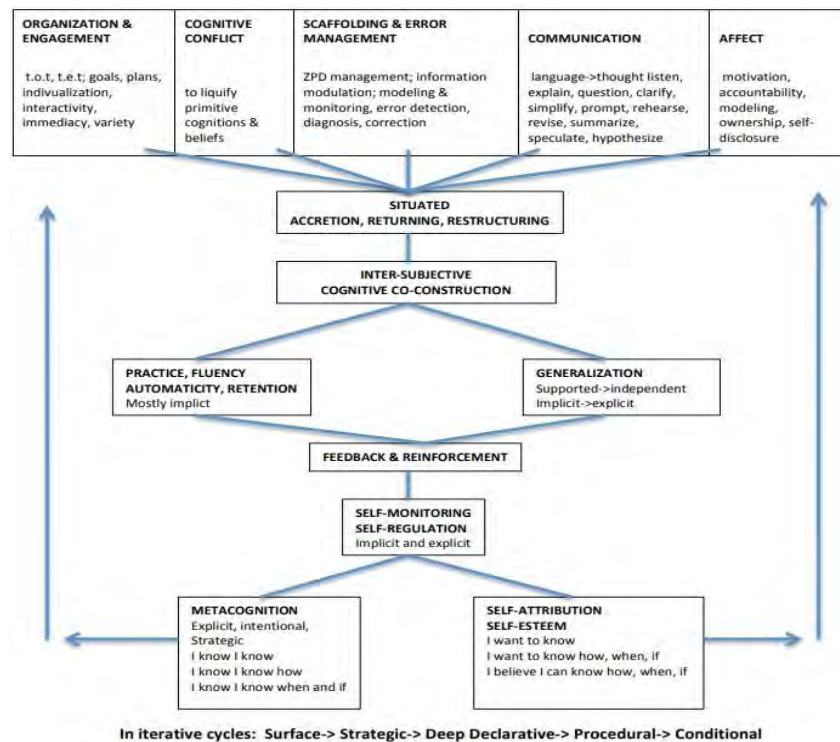 ORGANIZATION &
ENGAGEMENT
t.o.t, t.e.t; goals, plans,
indivualization,
interactivity,
immediacy, variety
COGNITIVE
CONFLICT
to liquify
primitive
cognitions &
beliefs
SCAFFOLDING & ERROR
MANAGEMENT
ZPD management; information
modulation; modeling &
monitoring, error detection,
diagnosis, correction
COMMUNICATION
language->thought listen,
explain, question, clarify,
simplify, prompt, rehearse,
revise, summarize,
speculate, hypothesize
AFFECT
motivation,
accountability,
modeling,
ownership, self-
disclosure
SITUATED
ACCRETION, RETURNING, RESTRUCTURING
INTER-SUBJECTIVE
COGNITIVE CO-CONSTRUCTION
PRACTICE, FLUENCY
AUTOMATICITY, RETENTION
Mostly implict
GENERALIZATION
Supported->independent
Implicit->explicit
FEEDBACK & REINFORCEMENT
SELF-MONITORING
SELF-REGULATION
Implicit and explicit
METACOGNITION
Explicit, intentional,
Strategic
I know I know
I know I know how
I know I know when and if
SELF-ATTRIBUTION
SELF-ESTEEM
I want to know
I want to know how, when, if
I believe I can know how, when, if
In iterative cycles: Surface-> Strategic-> Deep Declarative-> Procedural-> Conditional